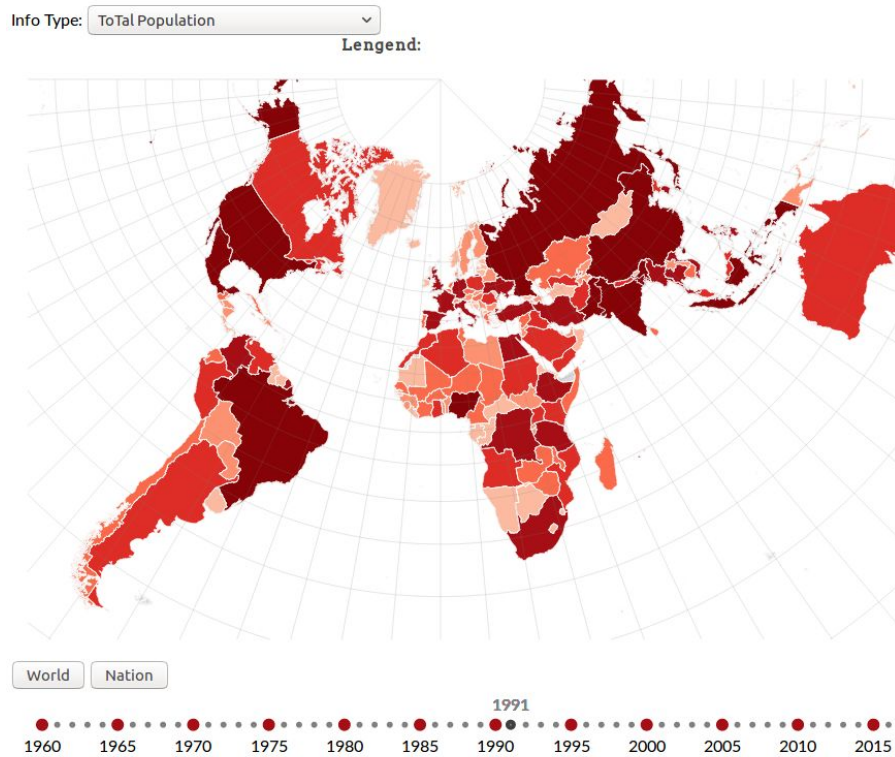 Info Type: ToTal Population
Lengend:
World Nation
1991
1960 1965 1970 1975 1980 1985 1990 1995 2000 2005 2010 2015